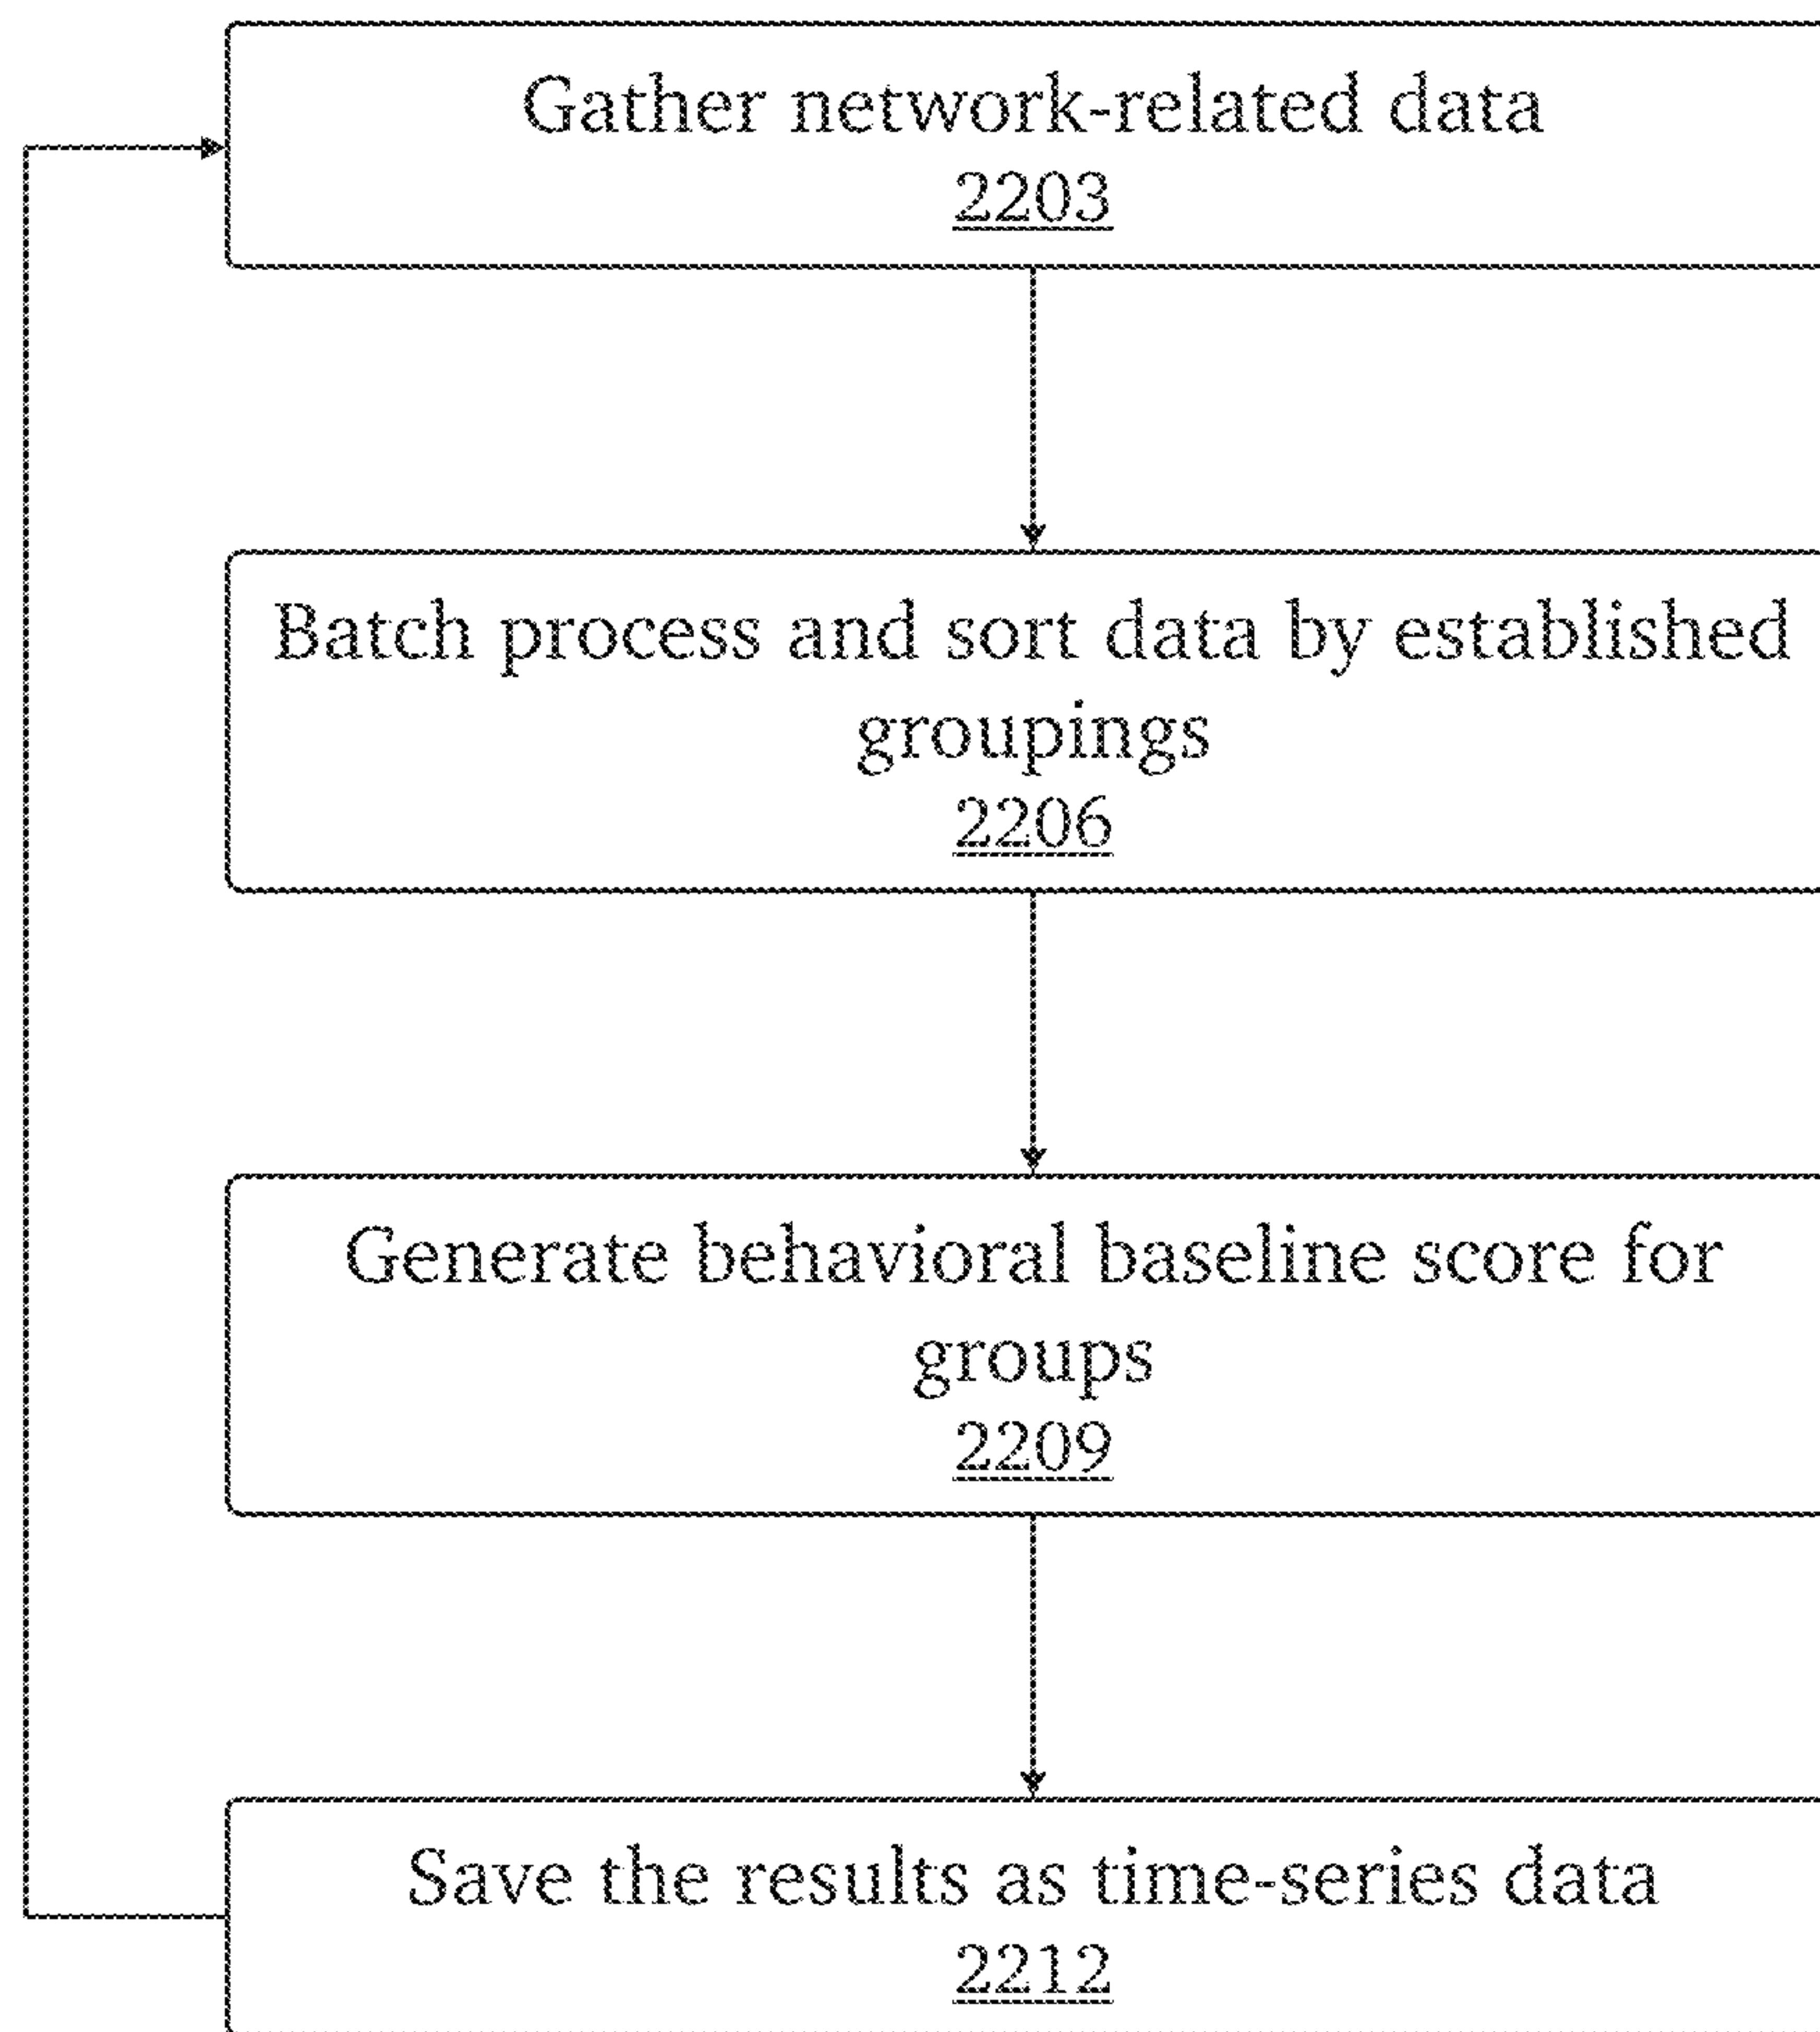 Gather network-related data
2203
Batch process and sort data by established
groupings
2206
Generate behavioral baseline score for
groups
2209
Save the results as time-series data
2212